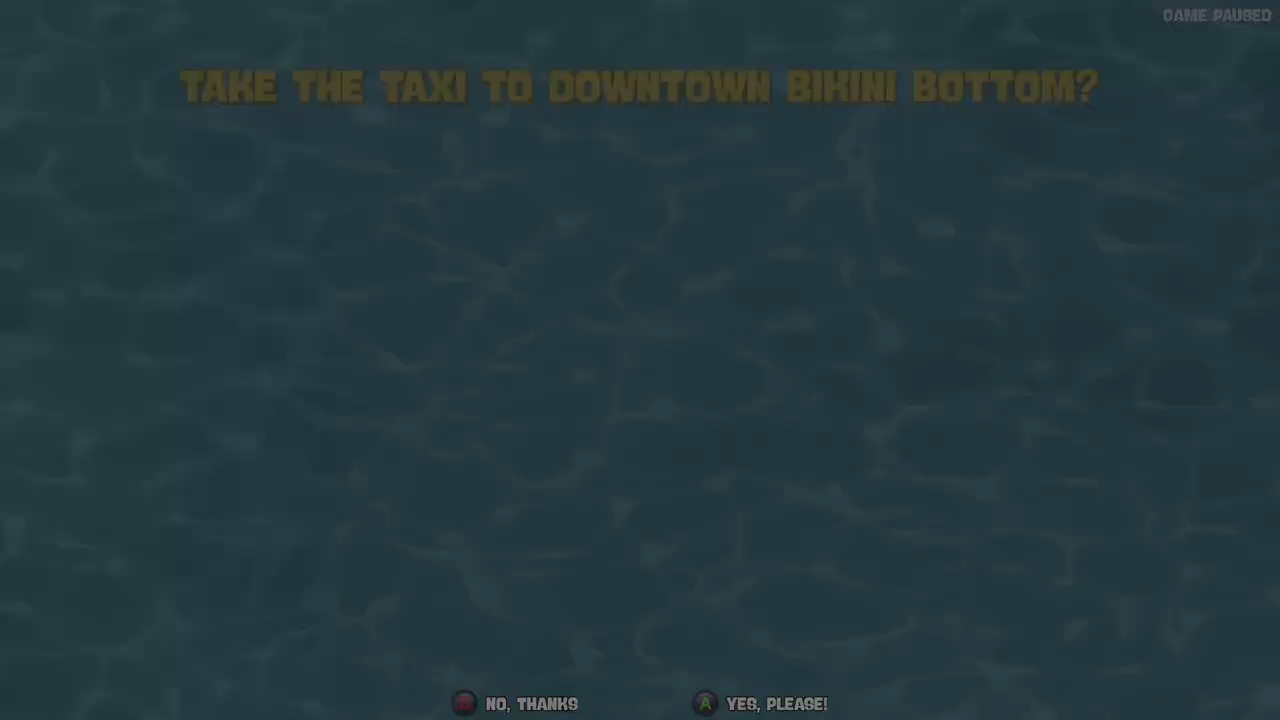 GAME PAUSED
TAKE THE TAXI TO DOWNTOWN BIKINI BOTTOM?
NO, THANKS
A YES, PLEASE!